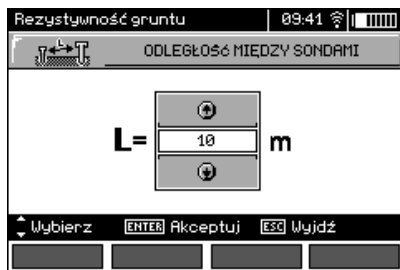 Rezystywność gruntu 09:41
L
ODLEGŁOŚć MIĘDZY SONDAMI
L= 10 m
Wybierz ENTER Akceptuj ESC Wyjdź